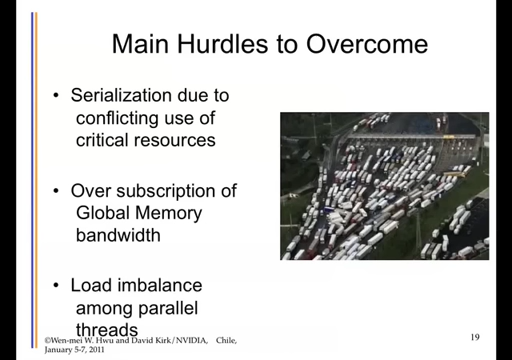 Main Hurdles to Overcome
• Serialization due to
conflicting use of
critical resources
• Over subscription of
Global Memory
bandwidth
• Load imbalance
among parallel
threads
©Wen-mei W. Hwu and David Kirk/NVIDIA, Chile,
January 5-7, 2011
19